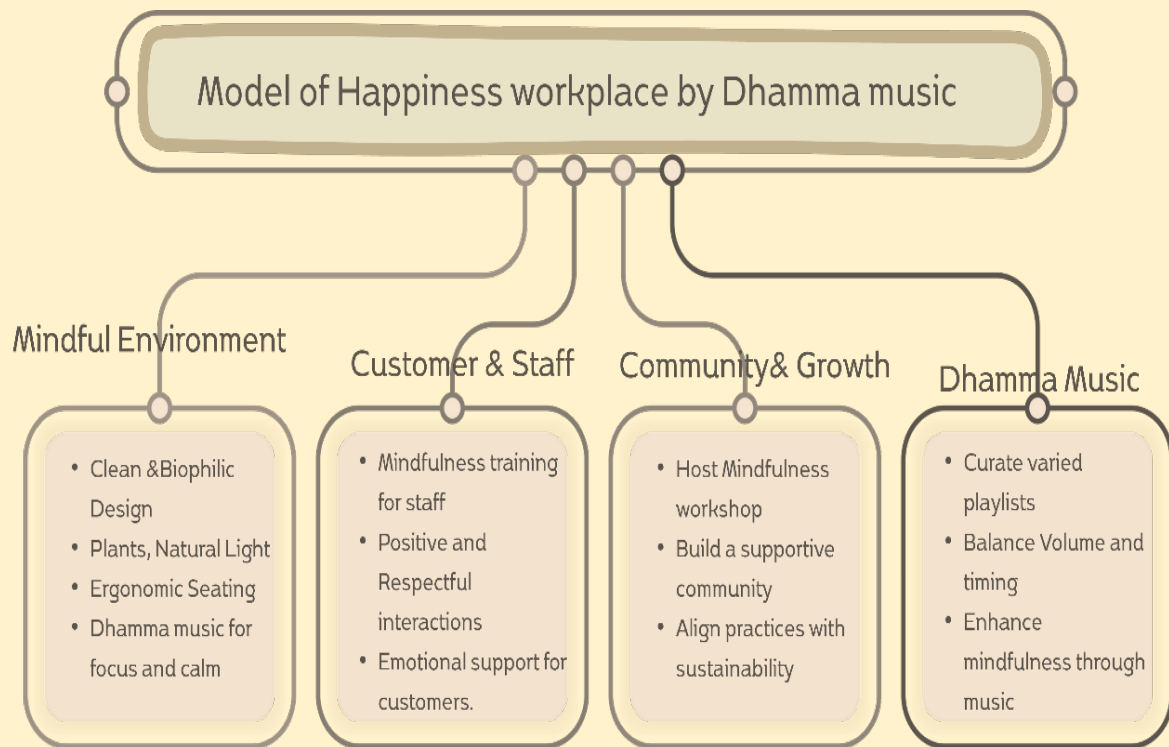 Model of Happiness workplace by Dhamma music
Mindful Environment
• Clean &Biophilic
Design
• Plants, Natural Light
• Ergonomic Seating
• Dhamma music for
focus and calm
Customer & Staff
• Mindfulness training
for staff
• Positive and
Respectful
interactions
• Emotional support for
customers.
Community& Growth
• Host Mindfulness
workshop
• Build a supportive
community
• Align practices with
sustainability
Dhamma Music
• Curate varied
playlists
• Balance Volume and
timing
• Enhance
mindfulness through
music